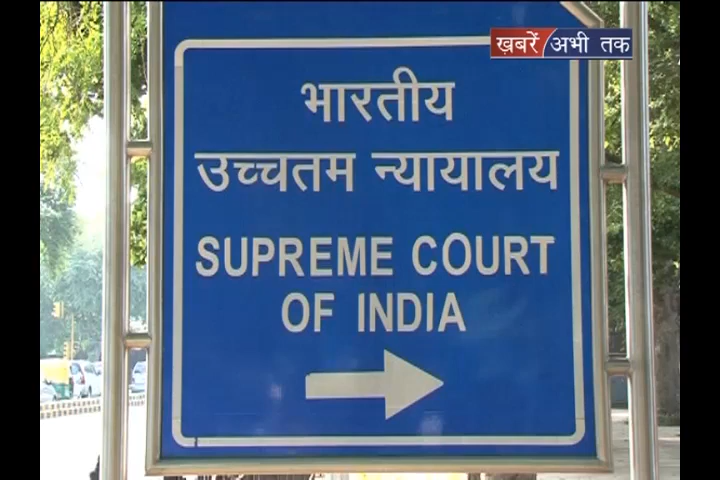 ख़बरें अभी तक
भारतीय
उच्चतम न्यायालय
SUPREME COURT
OF INDIA